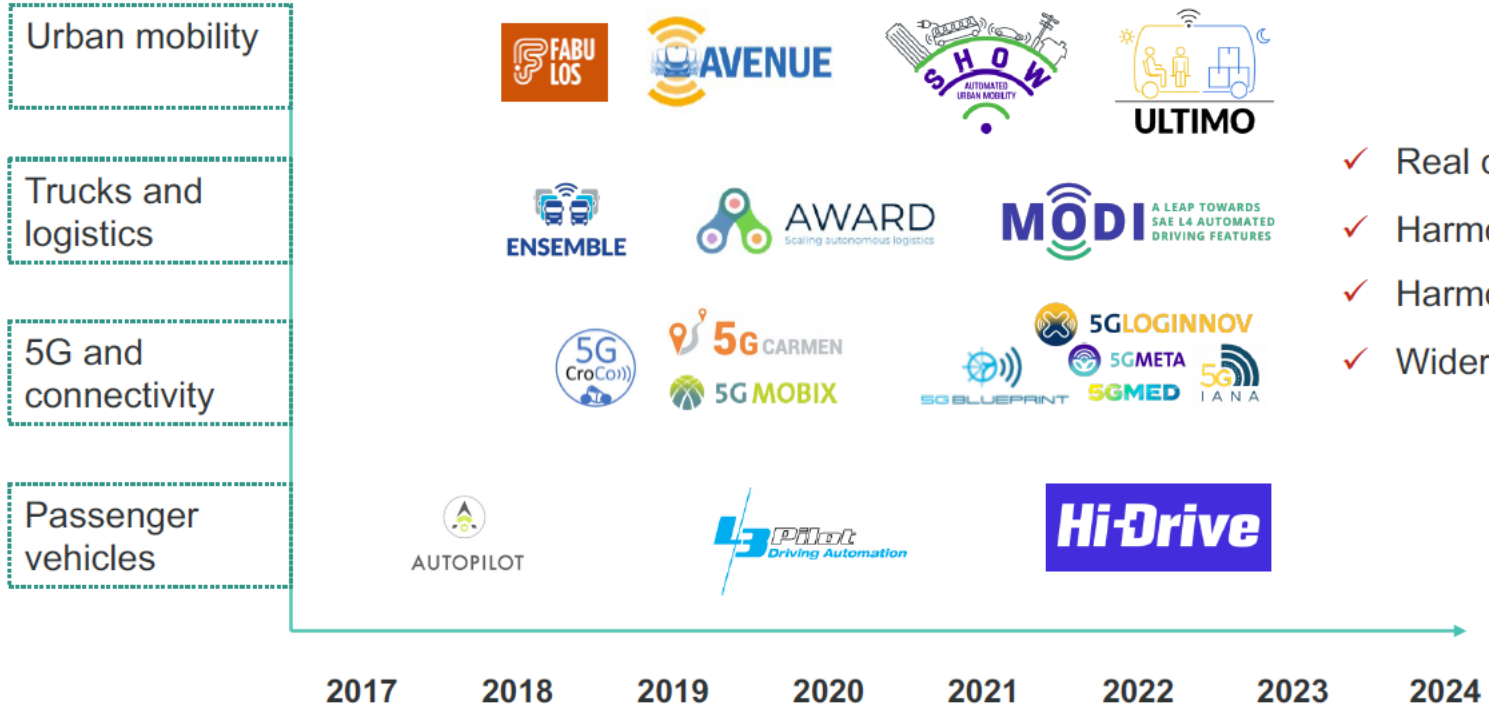 Urban mobility
FABU
LOS
AVENUE
SHOW
AUTOMATED
URBAN MOBILITY
ULTIMO
Trucks and
logistics
ENSEMBLE
AWARD
Scaling autonomous logistics
MODI
A LEAP TOWARDS
SAE L4 AUTOMATED
DRIVING FEATURES
5G and
connectivity
5G
CroCo
5G CARMEN
5G MOBIX
5G BLUEPRINT
5GLOGINNOV
5GMETA
5GMED
5G
IANA
Passenger
vehicles
AUTOPILOT
L3 Pilot
Driving Automation
Hi-Drive
✓ Real
✓
✓
✓ Wider
2017 2018 2019 2020 2021 2022 2023 2024